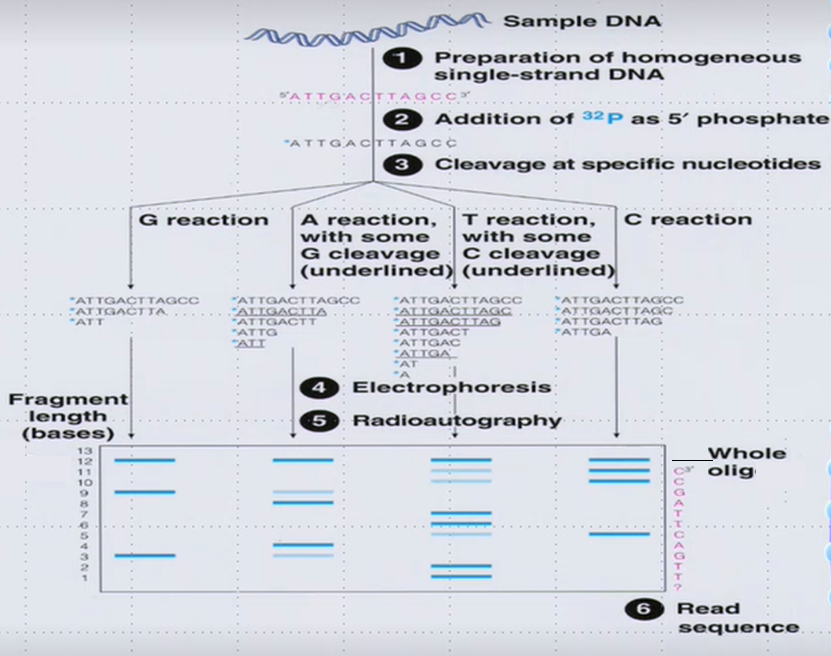 Sample DNA
1 Preparation of homogeneous
single-strand DNA
5'ATTGACTTAGCC3'
2 Addition of 32P as 5′ phosphate
*ATTGACTTAGCC
3 Cleavage at specific nucleotides
G reaction
A reaction,
with some
G cleavage
(underlined)
T reaction,
with some
C cleavage
(underlined)
C reaction
*ATTGACTTAGCC
*ATTGACTTA
*ATT
*ATTGACTTAGCC
*ATTGACTTA
*ATTGACTT
*ATTG
*ATT
*ATTGACTTAGCC
*ATTGACTTAGC
*ATTGACTTAG
*ATTGACT
*ATTGAC
*ATTGA
*AT
*A
*ATTGACTTAGCC
*ATTGACTTAGC
*ATTGACTTAG
*ATTGA
4 Electrophoresis
5 Radioautography
Fragment
length
(bases)
13
12
11
10
9
8
7
6
5
4
3
2
1
Whole
olig
C3'
C
G
A
T
T
C
A
G
T
T
?
6 Read
sequence